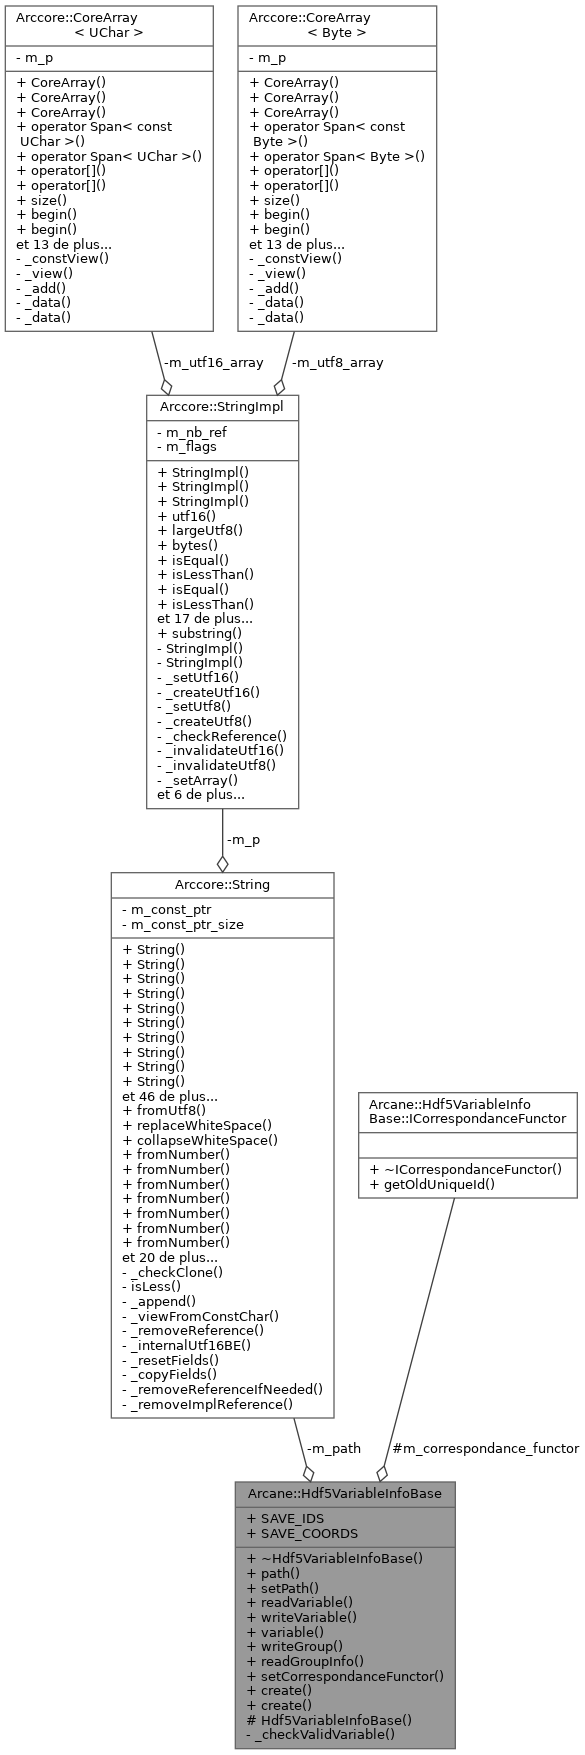 Arccore::CoreArray
< UChar >
- m_p
+ CoreArray()
+ CoreArray()
+ CoreArray()
+ operator Span< const
UChar >()
+ operator Span< UChar >()
+ operator[]()
+ operator[]()
+ size()
+ begin()
+ begin()
et 13 de plus...
- _constView()
- _view()
- _add()
- _data()
- _data()
Arccore::CoreArray
< Byte >
- m_p
+ CoreArray()
+ CoreArray()
+ CoreArray()
+ operator Span< const
Byte >()
+ operator Span< Byte >()
+ operator[]()
+ operator[]()
+ size()
+ begin()
+ begin()
et 13 de plus...
- _constView()
- _view()
- _add()
- _data()
- _data()
-m_utf16_array
-m_utf8_array
Arccore::StringImpl
- m_nb_ref
- m_flags
+ StringImpl()
+ StringImpl()
+ StringImpl()
+ utf16()
+ largeUtf8()
+ bytes()
+ isEqual()
+ isLessThan()
+ isEqual()
+ isLessThan()
et 17 de plus...
+ substring()
- StringImpl()
- StringImpl()
- _setUtf16()
- _createUtf16()
- _setUtf8()
- _createUtf8()
- _checkReference()
- _invalidateUtf16()
- _invalidateUtf8()
- _setArray()
et 6 de plus...
-m_p
Arccore::String
- m_const_ptr
- m_const_ptr_size
+ String()
+ String()
+ String()
+ String()
+ String()
+ String()
+ String()
+ String()
+ String()
+ String()
et 46 de plus...
+ fromUtf8()
+ replaceWhiteSpace()
+ collapseWhiteSpace()
+ fromNumber()
+ fromNumber()
+ fromNumber()
+ fromNumber()
+ fromNumber()
+ fromNumber()
+ fromNumber()
et 20 de plus...
- _checkClone()
- isLess()
- _append()
- _viewFromConstChar()
- _removeReference()
- _internalUtf16BE()
- _resetFields()
- _copyFields()
- _removeReferenceIfNeeded()
- _removeImplReference()
Arcane::Hdf5VariableInfo
Base::ICorrespondanceFunctor
+ ~ICorrespondanceFunctor()
+ getOldUniqueId()
-m_path
#m_correspondance_functor
Arcane::Hdf5VariableInfoBase
+ SAVE_IDS
+ SAVE_COORDS
+ ~Hdf5VariableInfoBase()
+ path()
+ setPath()
+ readVariable()
+ writeVariable()
+ variable()
+ writeGroup()
+ readGroupInfo()
+ setCorrespondanceFunctor()
+ create()
+ create()
# Hdf5VariableInfoBase()
- _checkValidVariable()